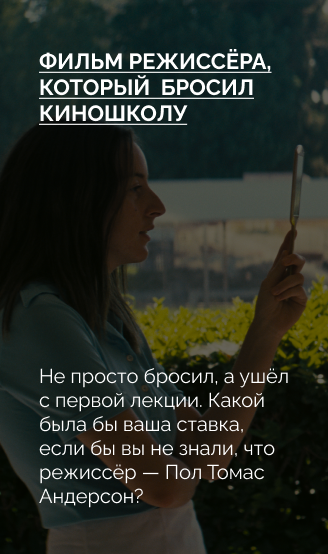 ФИЛЬМ РЕЖИССЁРА,
КОТОРЫЙ БРОСИЛ
КИНОШКОЛУ
Не просто бросил, а ушёл
с первой лекции. Какой
была бы ваша ставка,
если бы вы не знали, что
режиссёр — Пол Томас
Андерсон?